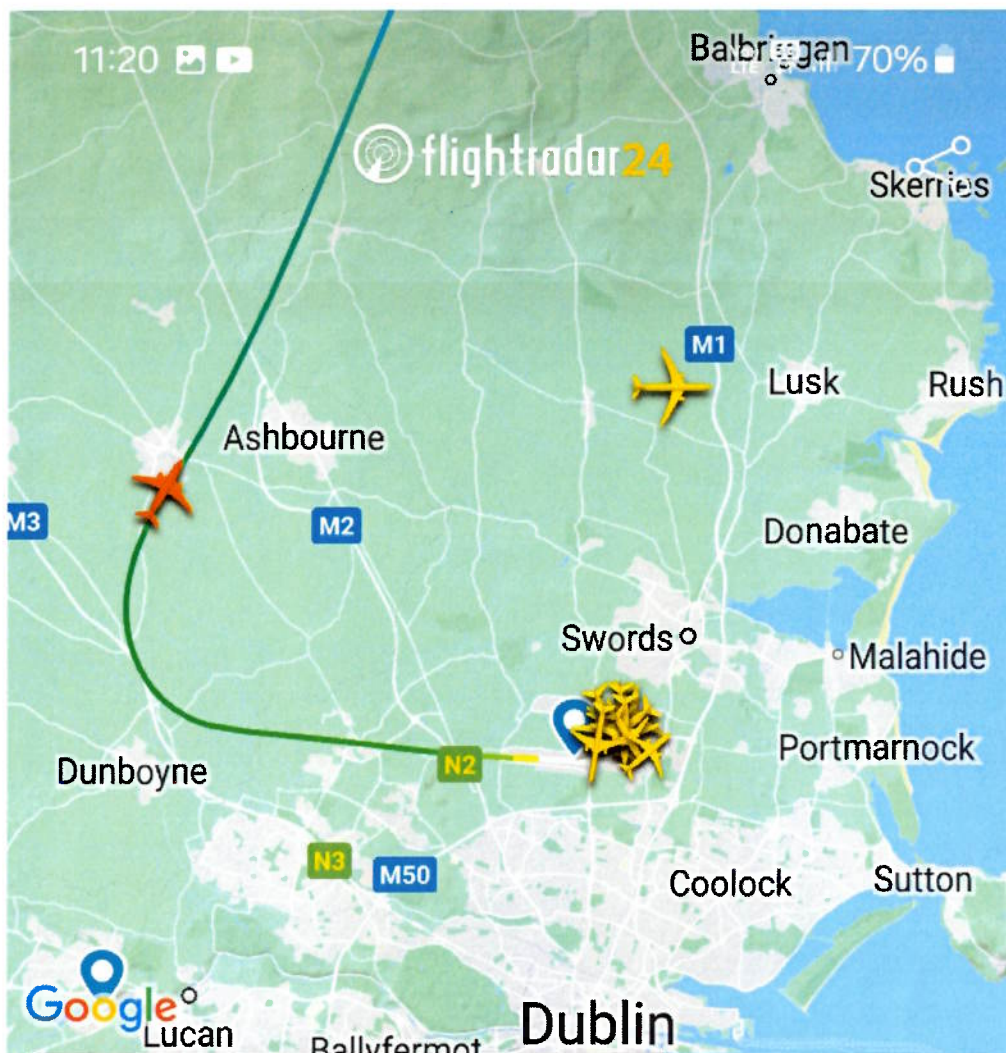 11:20
70%
Balbriggan
flightradar24
Skerries
M1
Lusk
Rush
Ashbourne
M3
M2
Donabate
Swords
Malahide
Portmarnock
N2
Dunboyne
N3
M50
Coolock
Sutton
Google
Lucan
Dublin
Ballyfermot